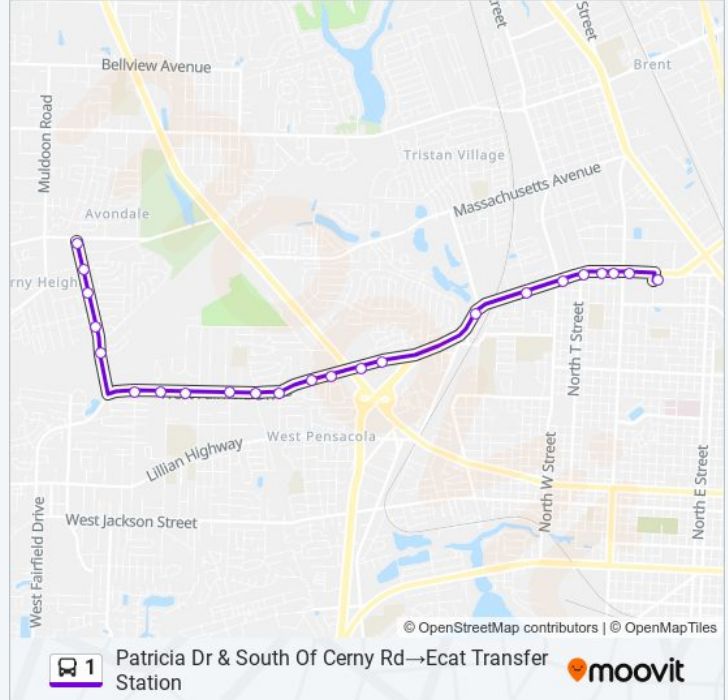 reet
Street
Bellview Avenue
Brent
Muldoon Road
Tristan Village
Massachusetts Avenue
Avondale
rny Heigh
North T Street
West Pensacola
Lillian Highway
North W Street
North E Street
West Jackson Street
West Fairfield Drive
© OpenStreetMap contributors | © OpenMapTiles
1
Patricia Dr & South Of Cerny Rd→Ecat Transfer
Station
moovit